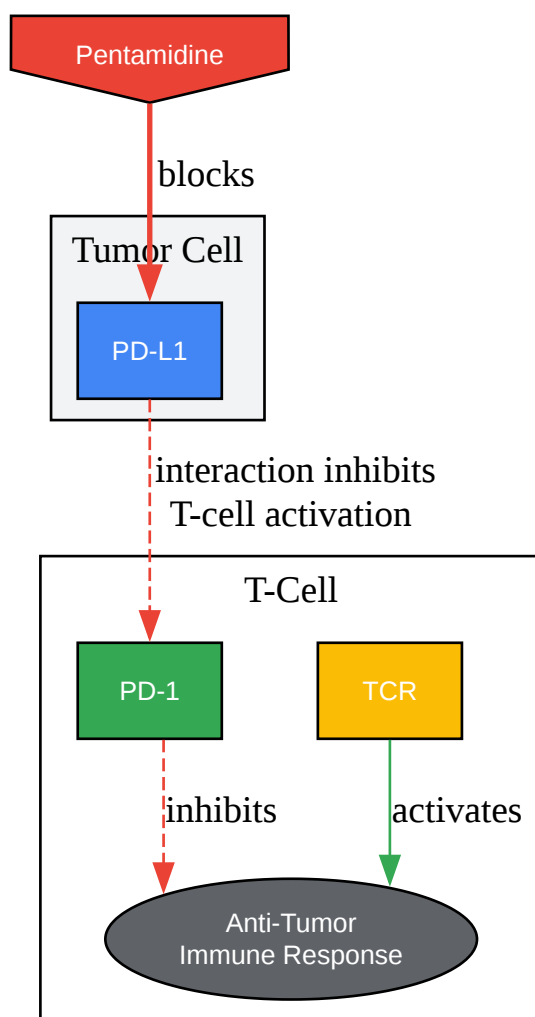 Pentamidine
blocks
Tumor Cell
PD-L1
interaction inhibits
T-cell activation
T-Cell
PD-1
TCR
inhibits
activates
Anti-Tumor
Immune Response